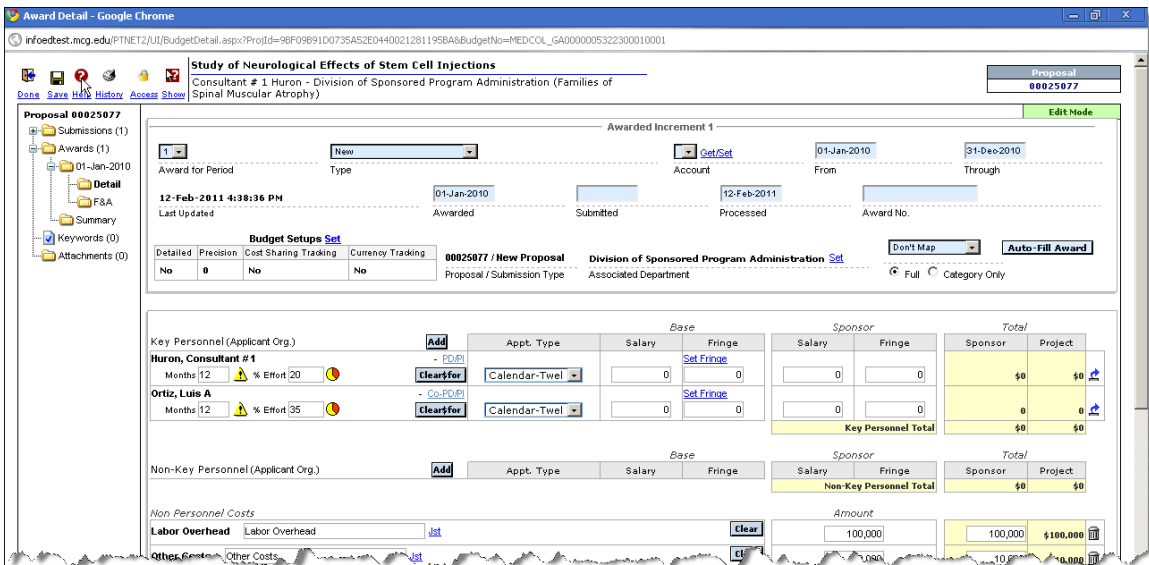 Award Detail - Google Chrome
infoedtest.mcg.edu/PTNET2/UI/BudgetDetail.aspx?ProjId=9BF09B91D0735A52E0440021281195BA&BudgetNo=MEDCOL_GA0000005322300010001
Done Save Help History Access Show
Study of Neurological Effects of Stem Cell Injections
Consultant # 1 Huron - Division of Sponsored Program Administration (Families of
Spinal Muscular Atrophy)
Proposal
00025077
Edit Mode
Proposal 00025077
Submissions (1)
Awards (1)
01-Jan-2010
Detail
F&A
Summary
Keywords (0)
Attachments (0)
Awarded Increment 1
1 New Get/Set 01-Jan-2010 31-Dec-2010
Award for Period Type Account From Through
12-Feb-2011 4:38:36 PM 01-Jan-2010 12-Feb-2011
Last Updated Awarded Submitted Processed Award No.
Budget Setups Set
Detailed Precision Cost Sharing Tracking Currency Tracking
No 0 No No
00025077 / New Proposal Division of Sponsored Program Administration Set
Proposal / Submission Type Associated Department
Don't Map Auto-Fill Award
Full Category Only
Base Sponsor Total
Key Personnel (Applicant Org.) Add Appt. Type Salary Fringe Salary Fringe Sponsor Project
Huron, Consultant #1 - PD/PI Set Fringe
Months 12 % Effort 20 Clear$for Calendar-Twel 0 0 0 0 $0 $0
Ortiz, Luis A - Co-PD/PI Set Fringe
Months 12 % Effort 35 Clear$for Calendar-Twel 0 0 0 0 0 0
Key Personnel Total $0 $0
Base Sponsor Total
Non-Key Personnel (Applicant Org.) Add Appt. Type Salary Fringe Salary Fringe Sponsor Project
Non-Key Personnel Total $0 $0
Non Personnel Costs Amount
Labor Overhead Labor Overhead Jst Clear 100,000 100,000 $100,000
Other Costs Other Costs Jst